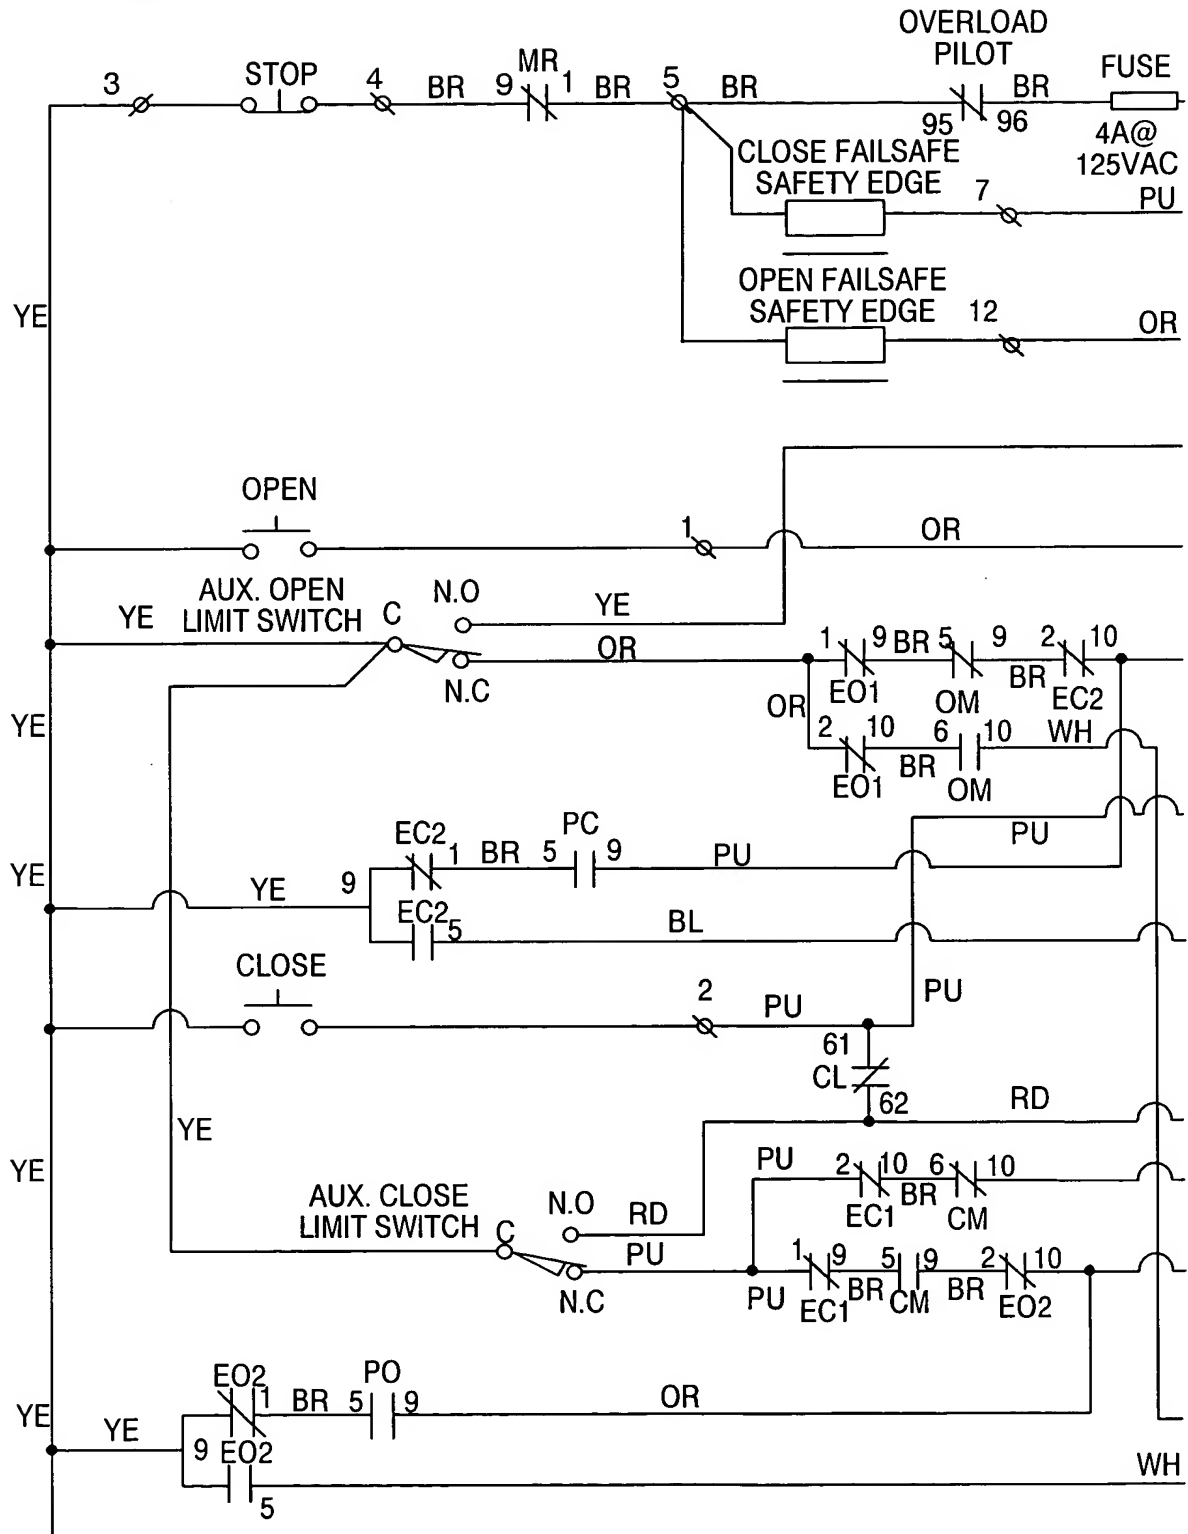 OVERLOAD
PILOT
3 STOP 4 BR 9 MR 1 BR 5 BR BR FUSE
95 96 4A@
125VAC
CLOSE FAILSAFE
SAFETY EDGE 7 PU
OPEN FAILSAFE
SAFETY EDGE 12 OR
YE
OPEN
1 OR
AUX. OPEN
LIMIT SWITCH
YE C N.O YE
N.C OR
1 9 BR 5 9 BR 2 10
EO1 OM EC2
YE OR
2 10 BR 6 10 WH
EO1 OM
PU
EC2 1 BR 5 PC 9 PU
YE YE 9
EC2 5 BL
CLOSE
2 PU PU
61
CL
62 RD
YE
YE
PU 2 10 BR 6 10
EC1 CM
AUX. CLOSE
LIMIT SWITCH
C N.O RD
N.C PU
PU 1 9 BR 5 9 BR 2 10
EC1 CM EO2
EO2 1 BR 5 PO 9 OR
YE YE
9 EO2
5 WH